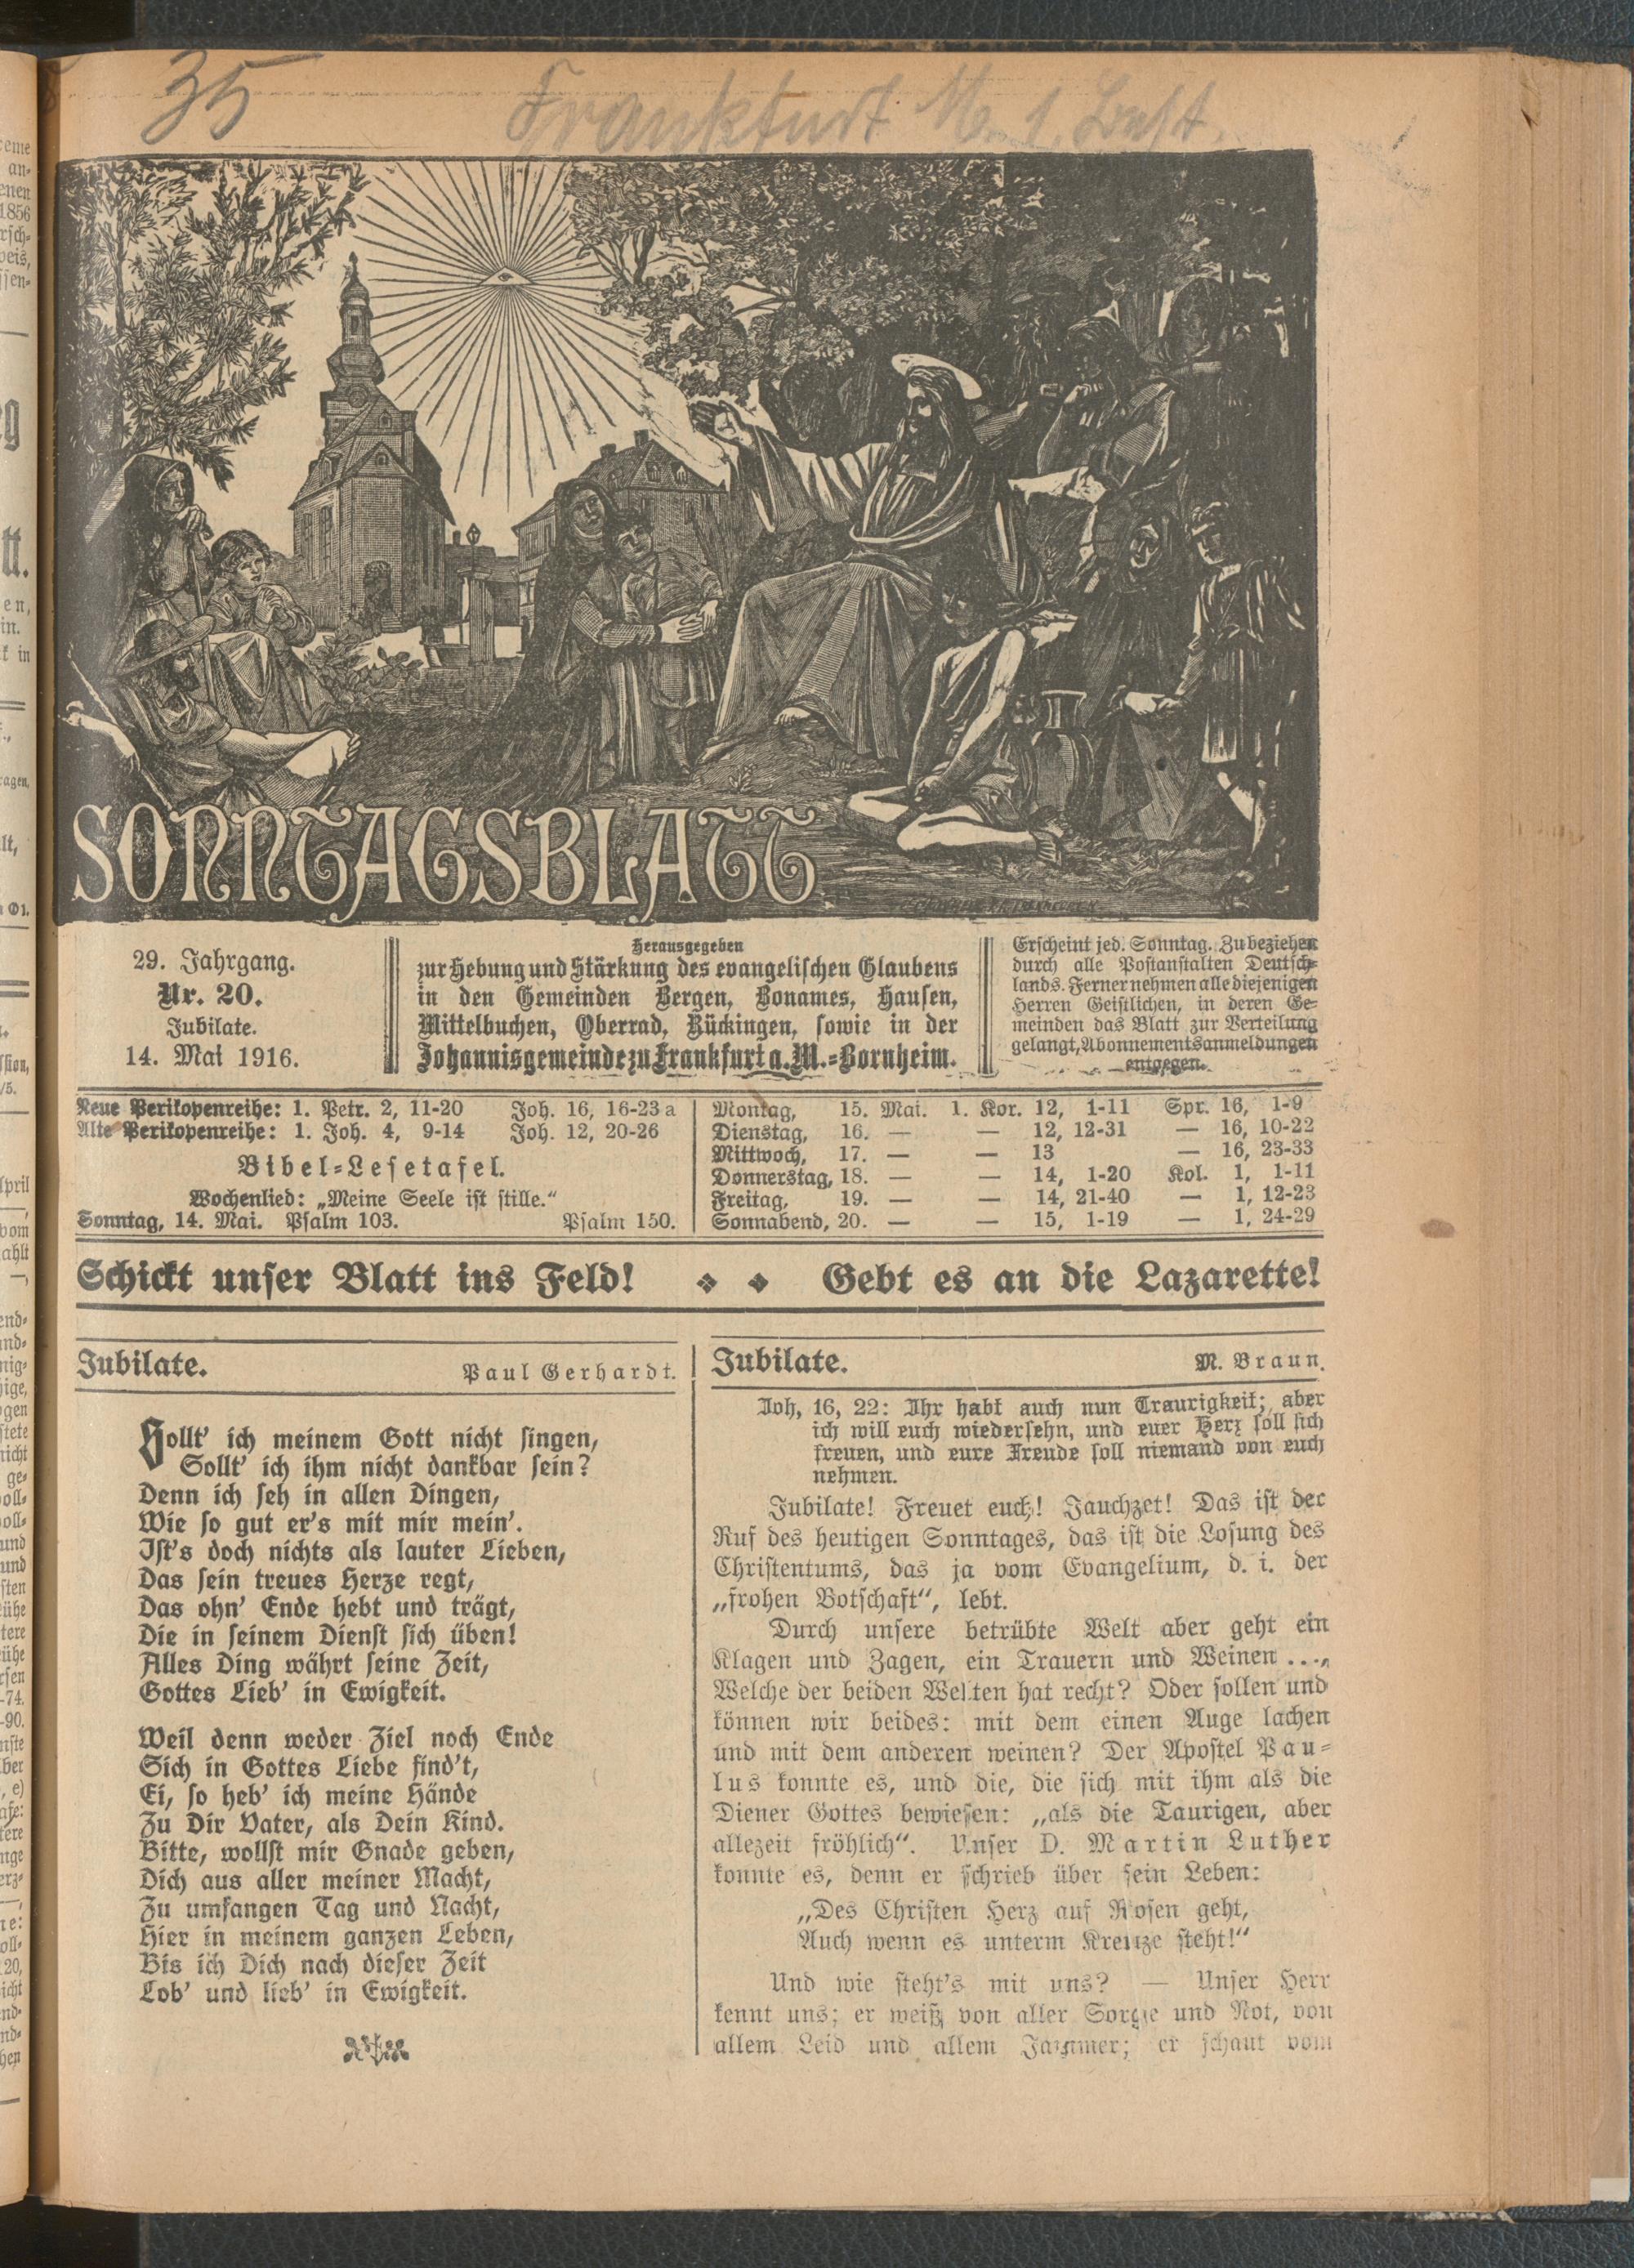 35
Frankfurt M. 1.
SONNTAGSBLATT
29. Jahrgang.
Nr. 20.
Jubilate.
14. Mai 1916.
Herausgegeben
zur Hebung und Stärkung des evangelischen Glaubens
in den Gemeinden Bergen, Bonames, Hausen,
Mittelbuchen, Oberrad, Rückingen, sowie in der
Johannisgemeinde zu Frankfurt a. M.-Bornheim.
Erscheint jed. Sonntag. Zu beziehen
durch alle Postanstalten Deutsch-
lands. Ferner nehmen alle diejenigen
Herren Geistlichen, in deren Ge-
meinden das Blatt zur Verteilung
gelangt, Abonnementsanmeldungen
entgegen.
Neue Perikopenreihe: 1. Petr. 2, 11-20 Joh. 16, 16-23 a
Alte Perikopenreihe: 1. Joh. 4, 9-14 Joh. 12, 20-26
Bibel-Lesetafel.
Wochenlied: „Meine Seele ist stille.“
Sonntag, 14. Mai. Psalm 103. Psalm 150.
Montag, 15. Mai. 1. Kor. 12, 1-11 Spr. 16, 1-9
Dienstag, 16. — — 12, 12-31 — 16, 10-22
Mittwoch, 17. — — 13 — 16, 23-33
Donnerstag, 18. — — 14, 1-20 Kol. 1, 1-11
Freitag, 19. — — 14, 21-40 — 1, 12-23
Sonnabend, 20. — — 15, 1-19 — 1, 24-29
Schickt unser Blatt ins Feld! Gebt es an die Lazarette!
Jubilate. Paul Gerhardt.
Sollt' ich meinem Gott nicht singen,
Sollt' ich ihm nicht dankbar sein?
Denn ich seh in allen Dingen,
Wie so gut er's mit mir mein'.
Ist's doch nichts als lauter Lieben,
Das sein treues Herze regt,
Das ohn' Ende hebt und trägt,
Die in seinem Dienst sich üben!
Alles Ding währt seine Zeit,
Gottes Lieb' in Ewigkeit.
Weil denn weder Ziel noch Ende
Sich in Gottes Liebe find't,
Ei, so heb' ich meine Hände
Zu Dir Vater, als Dein Kind.
Bitte, wollst mir Gnade geben,
Dich aus aller meiner Macht,
Zu umfangen Tag und Nacht,
Hier in meinem ganzen Leben,
Bis ich Dich nach dieser Zeit
Lob' und lieb' in Ewigkeit.
Jubilate. M. Braun.
Joh, 16, 22: Ihr habt auch nun Traurigkeit; aber
ich will euch wiedersehn, und euer Herz soll sich
freuen, und eure Freude soll niemand von euch
nehmen.
Jubilate! Freuet euch! Jauchzet! Das ist der
Ruf des heutigen Sonntages, das ist die Losung des
Christentums, das ja vom Evangelium, d. i. der
„frohen Botschaft“, lebt.
Durch unsere betrübte Welt aber geht ein
Klagen und Zagen, ein Trauern und Weinen ....
Welche der beiden Welten hat recht? Oder sollen und
können wir beides: mit dem einen Auge lachen
und mit dem anderen weinen? Der Apostel Pau-
lus konnte es, und die, die sich mit ihm als die
Diener Gottes bewiesen: „als die Taurigen, aber
allezeit fröhlich“. Unser D. Martin Luther
konnte es, denn er schrieb über sein Leben:
„Des Christen Herz auf Rosen geht,
Auch wenn es unterm Kreuze steht!“
Und wie steht's mit uns? — Unser Herr
kennt uns; er weiß von aller Sorge und Not, von
allem Leid und allem Jammer; er schaut vom